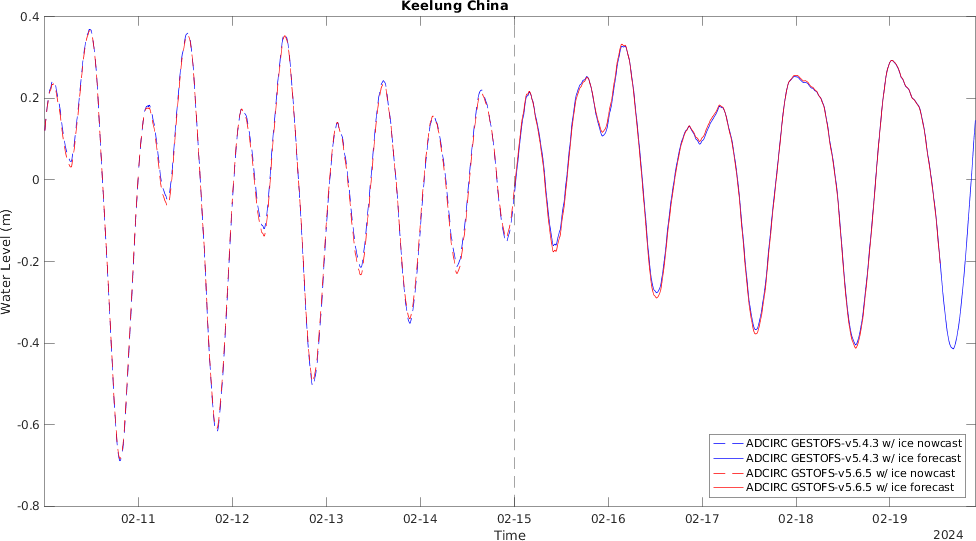 Keelung China
0.4
0.2
0
-0.2
-0.4
-0.6
-0.8
Water Level (m)
ADCIRC GESTOFS-v5.4.3 w/ ice nowcast
ADCIRC GESTOFS-v5.4.3 w/ ice forecast
ADCIRC GSTOFS-v5.6.5 w/ ice nowcast
ADCIRC GSTOFS-v5.6.5 w/ ice forecast
02-11 02-12 02-13 02-14 02-15 02-16 02-17 02-18 02-19
Time
2024